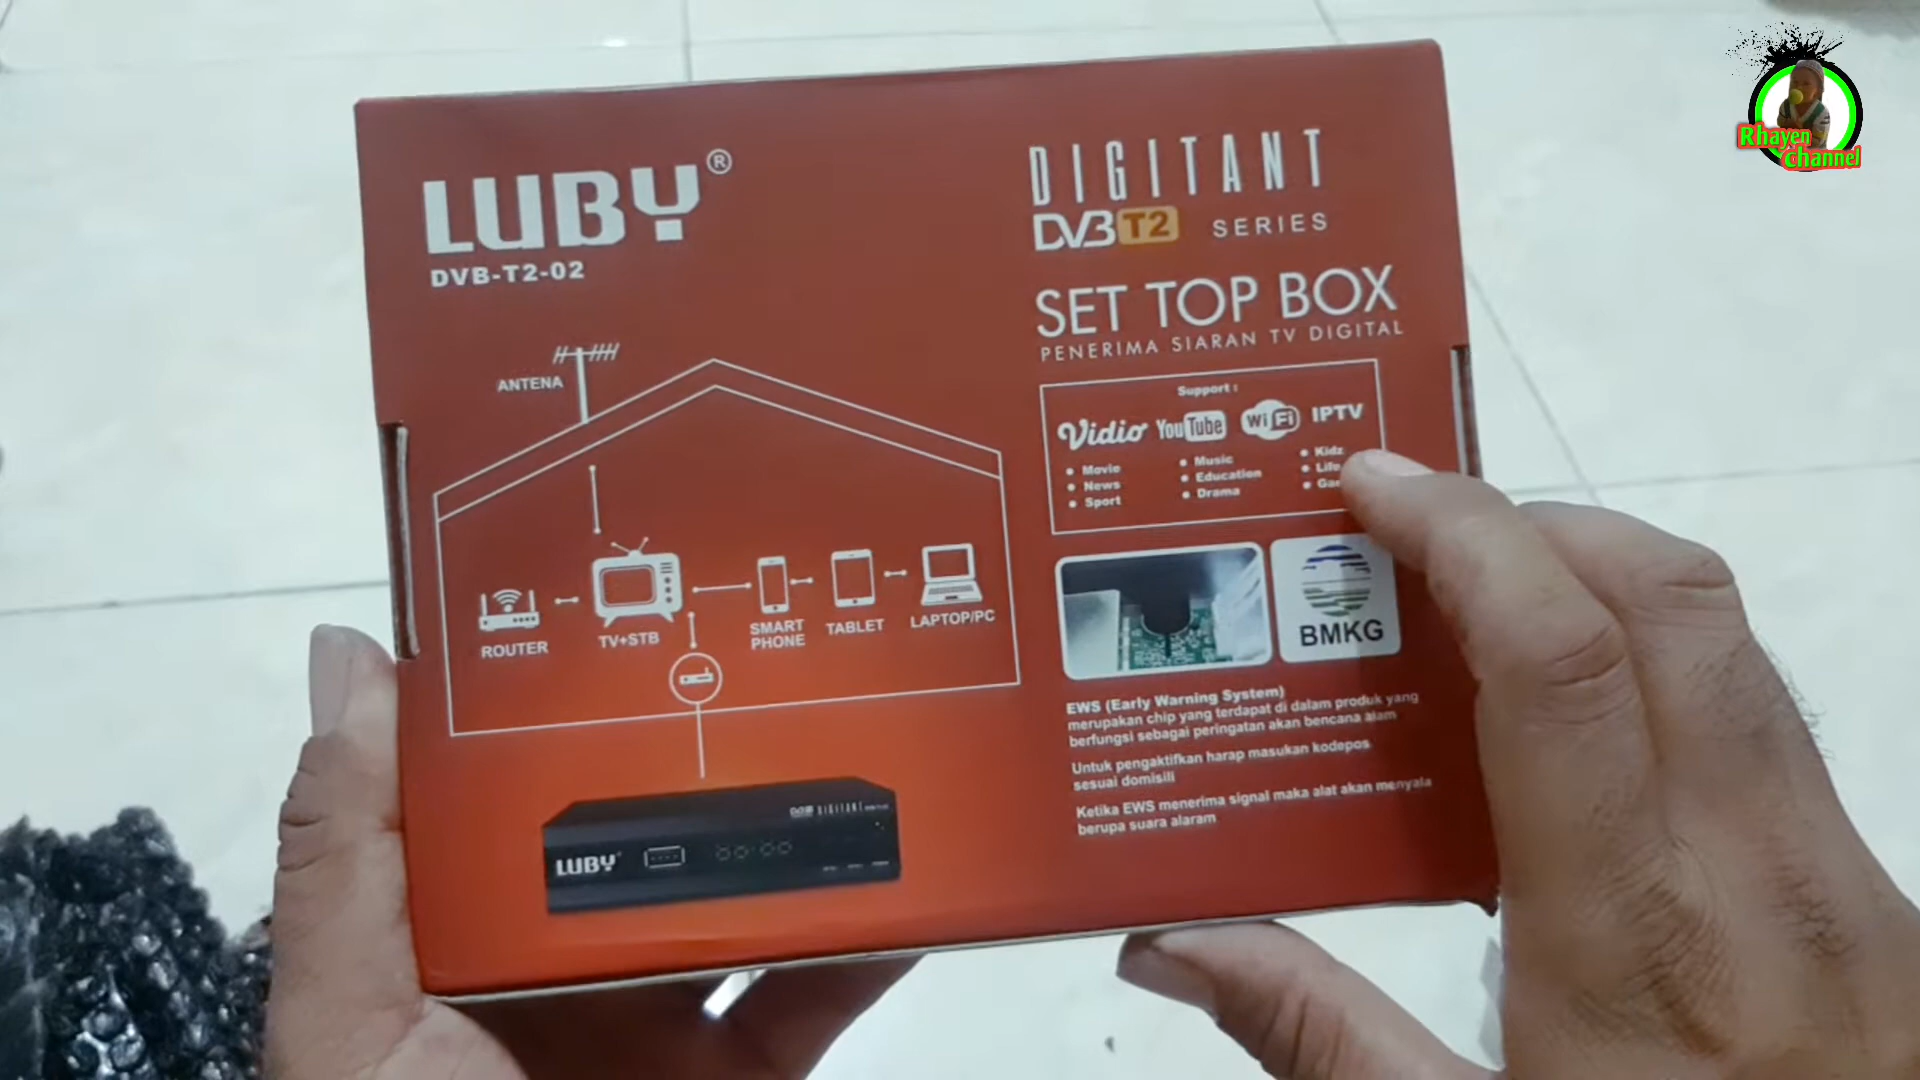 Rhayen
channel
LUBY®
DVB-T2-02
DIGITANT
DVB T2 SERIES
SET TOP BOX
PENERIMA SIARAN TV DIGITAL
Support :
Vidio YouTube WiFi IPTV
• Movie
• News
• Sport
• Music
• Education
• Drama
• Kidz
ANTENA
ROUTER
TV+STB
SMART
PHONE
TABLET
LAPTOP/PC
BMKG
EWS (Early Warning System)
merupakan chip yang terdapat di dalam produk yang
berfungsi sebagai peringatan akan bencana alam
Untuk pengaktifkan harap masukan kodepos
sesuai domisili
Ketika EWS menerima signal maka alat akan menyala
berupa suara alaram
DIGITANT
LUBY